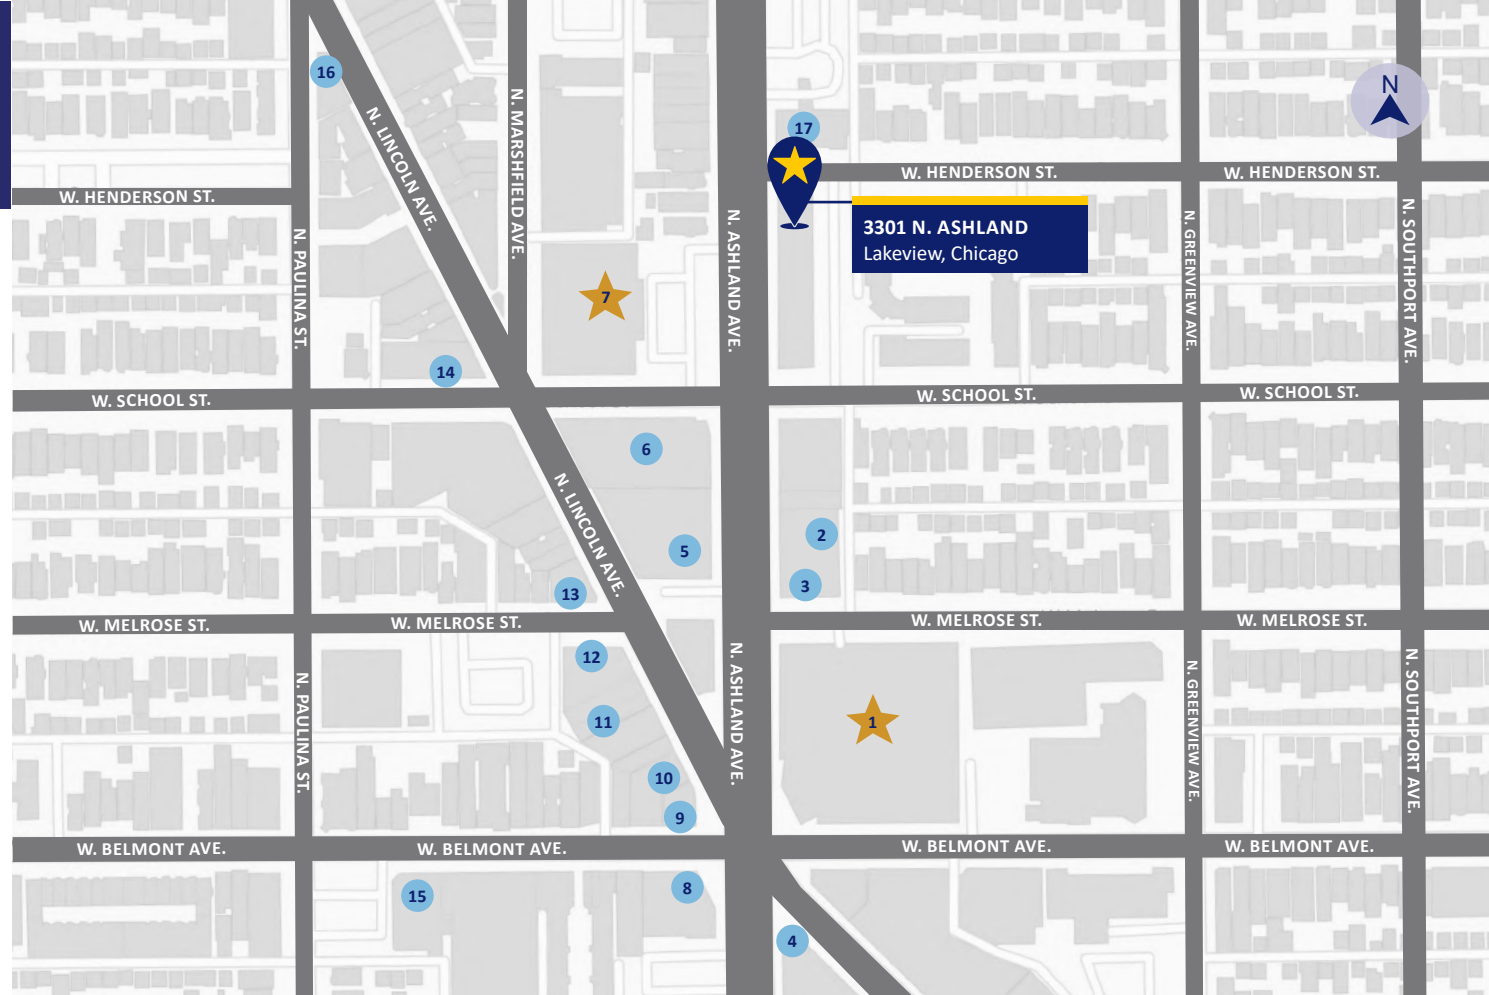 16
N. LINCOLN AVE.
N. MARSHFIELD AVE.
17
N
W. HENDERSON ST.
W. HENDERSON ST.
W. HENDERSON ST.
3301 N. ASHLAND
Lakeview, Chicago
N. PAULINA ST.
N. ASHLAND AVE.
N. GREENVIEW AVE.
N. SOUTHPORT AVE.
7
14
W. SCHOOL ST.
W. SCHOOL ST.
W. SCHOOL ST.
6
N. LINCOLN AVE.
5
2
3
13
W. MELROSE ST.
W. MELROSE ST.
W. MELROSE ST.
W. MELROSE ST.
12
N. PAULINA ST.
N. ASHLAND AVE.
N. GREENVIEW AVE.
N. SOUTHPORT AVE.
11
1
10
9
W. BELMONT AVE.
W. BELMONT AVE.
W. BELMONT AVE.
W. BELMONT AVE.
15
8
4